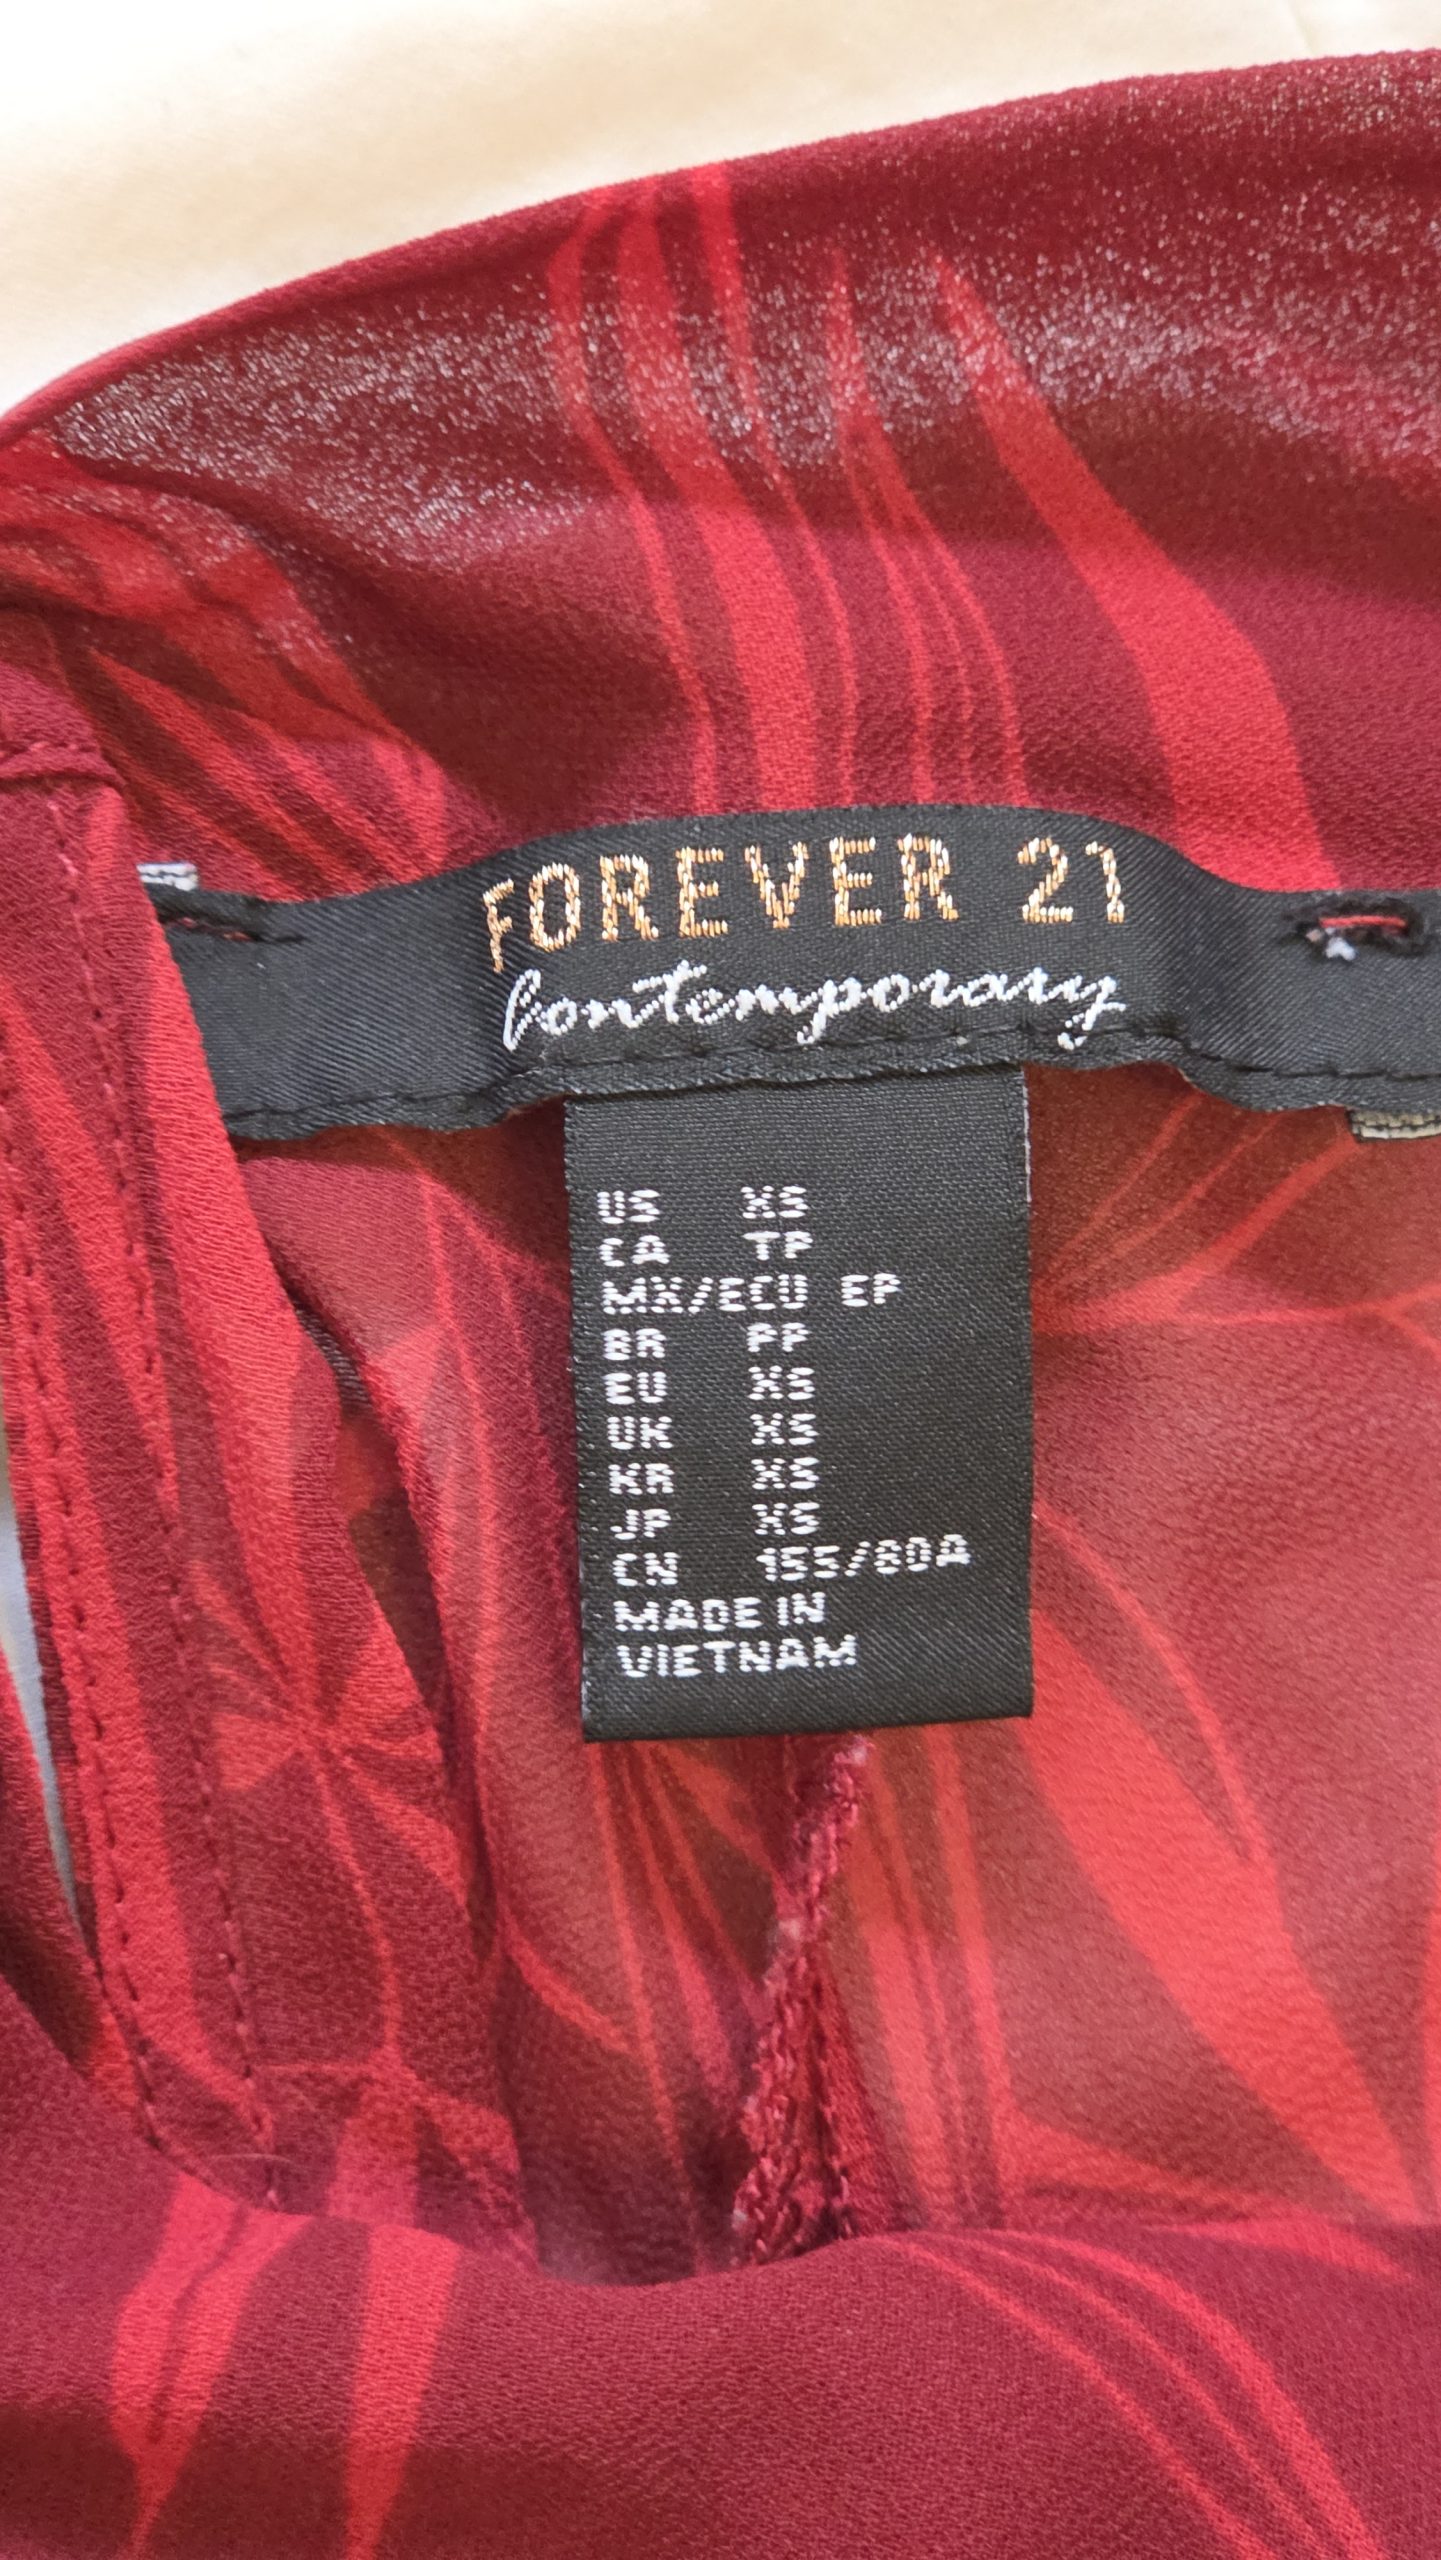 FOREVER 21
Contemporary
US XS
CA TP
MX/ECU EP
BR PP
EU XS
UK XS
KR XS
JP XS
CN 155/80A
MADE IN
VIETNAM